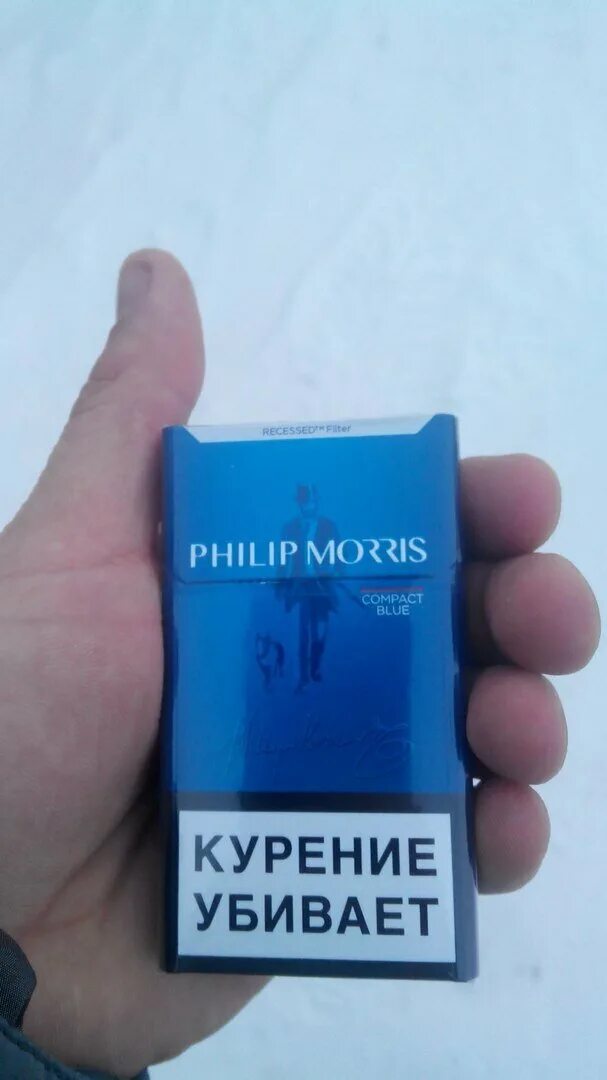 RECESSED™ Filter
PHILIP MORRIS
COMPACT
BLUE
КУРЕНИЕ
УБИВАЕТ